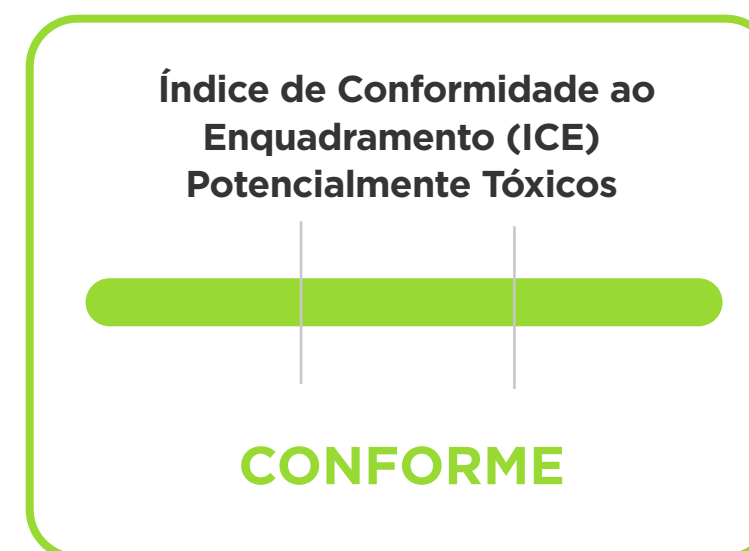 Índice de Conformidade ao
Enquadramento (ICE)
Potencialmente Tóxicos
CONFORME